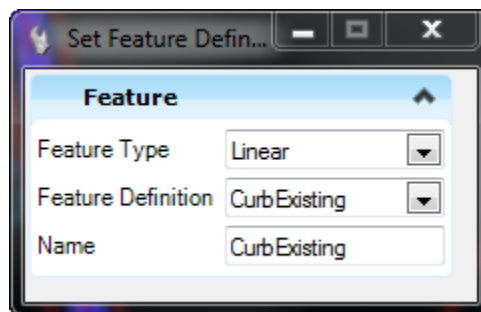 Set Feature Defin...
Feature
Feature Type Linear
Feature Definition CurbExisting
Name CurbExisting